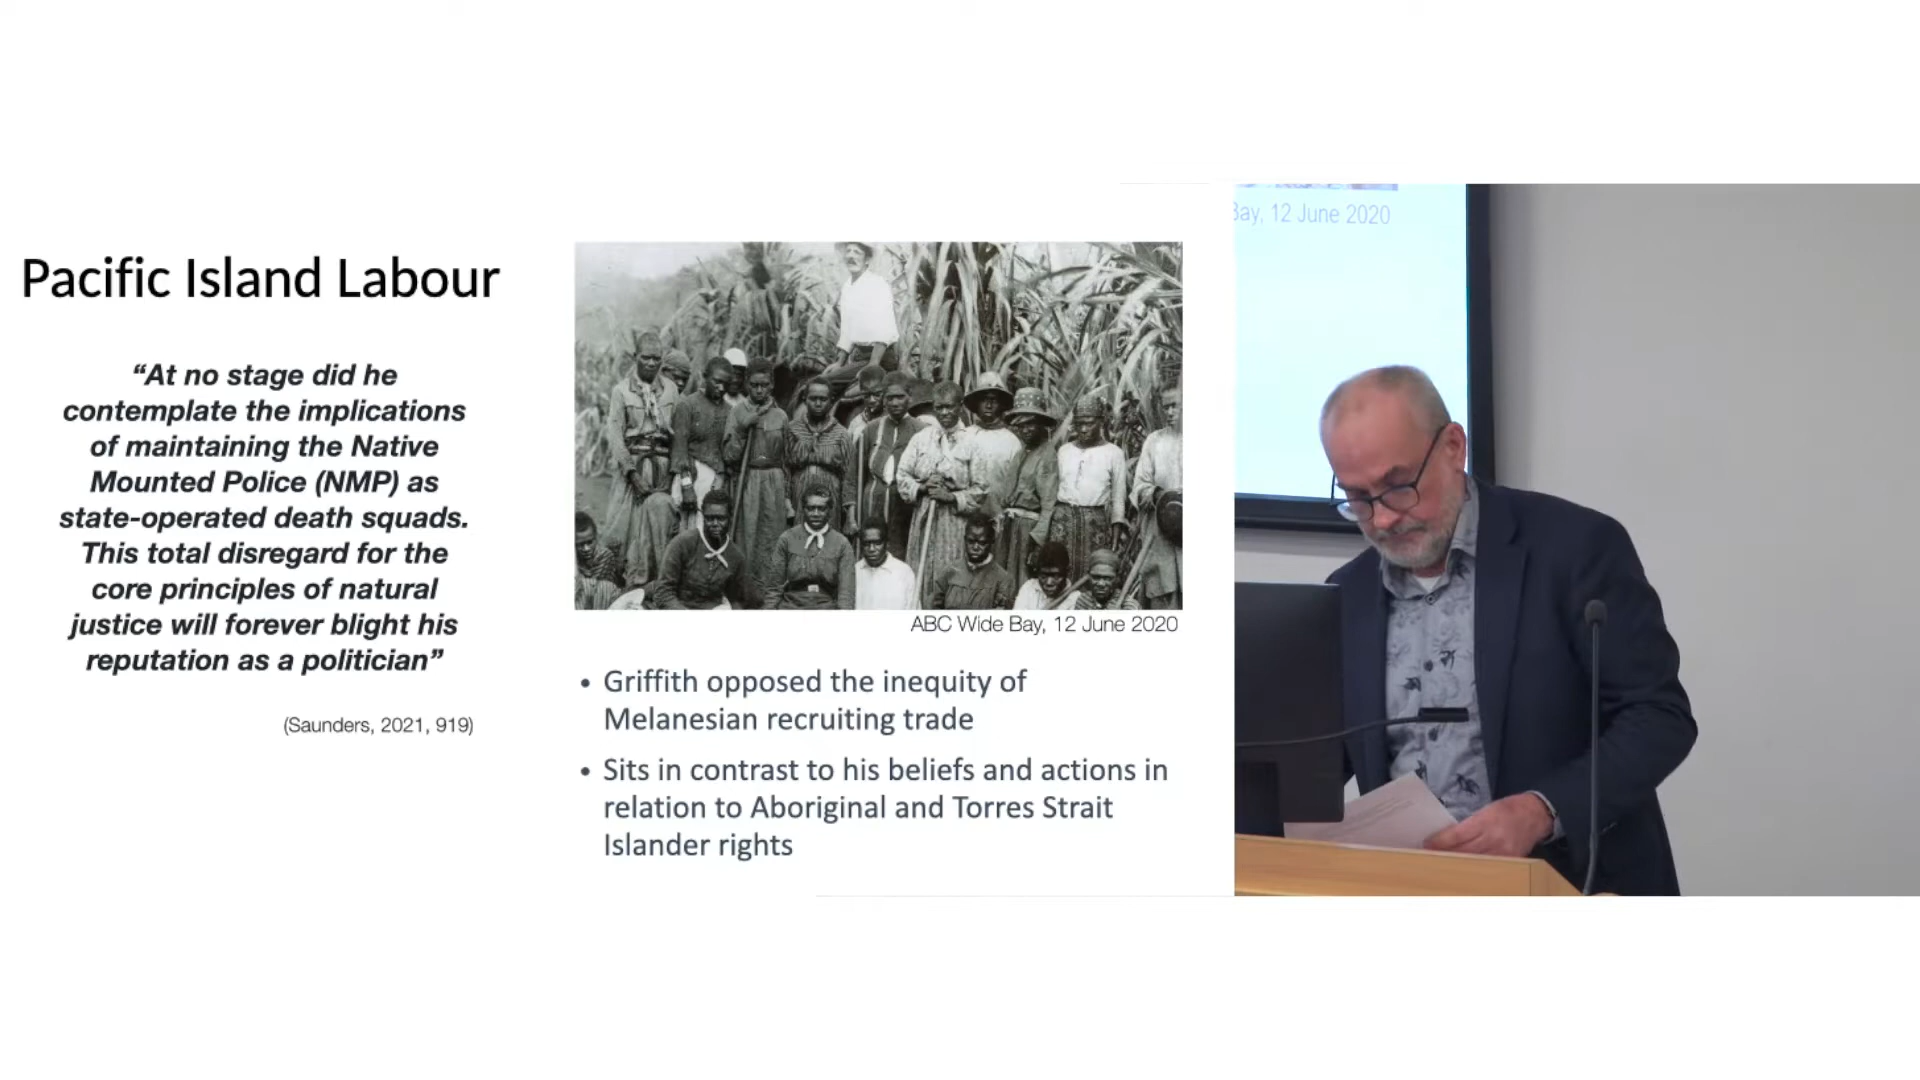 Pacific Island Labour
“At no stage did he
contemplate the implications
of maintaining the Native
Mounted Police (NMP) as
state-operated death squads.
This total disregard for the
core principles of natural
justice will forever blight his
reputation as a politician”
(Saunders, 2021, 919)
ABC Wide Bay, 12 June 2020
• Griffith opposed the inequity of
Melanesian recruiting trade
• Sits in contrast to his beliefs and actions in
relation to Aboriginal and Torres Strait
Islander rights
Bay, 12 June 2020